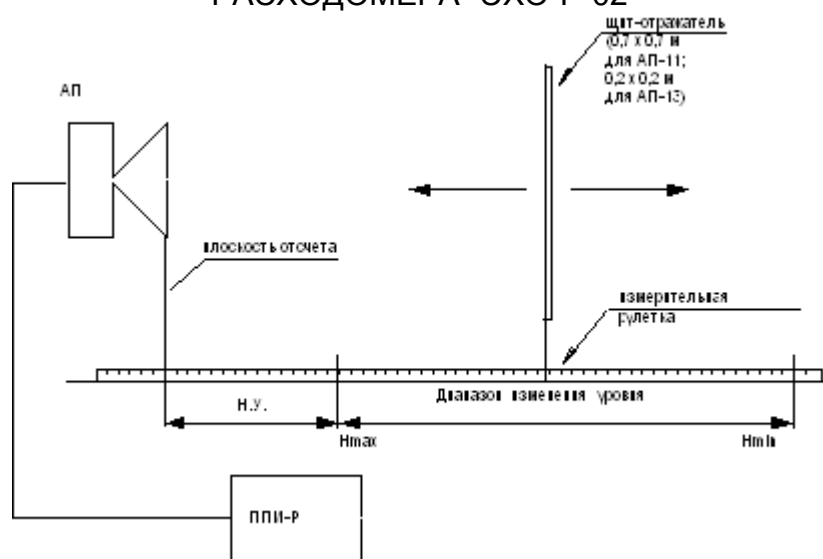 РАСХОДОМЕРА "ЭХО-Р-02"
щит-отражатель
(0,7 х 0,7 м
для АП-11;
0,2 х 0,2 м
для АП-13)
АП
плоскость отсчета
измерительная
рулетка
Н.У.
Диапазон изменения уровня
Hmax
Hmin
ППИ-Р